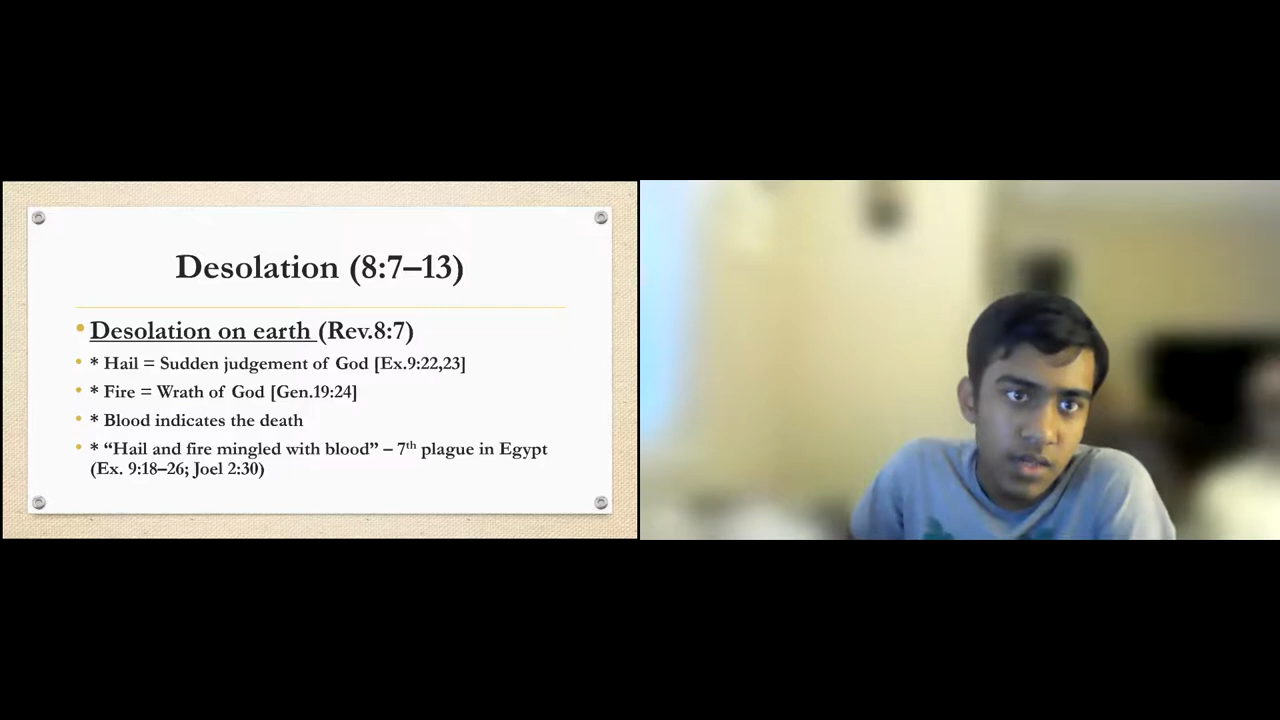 Desolation (8:7–13)
• Desolation on earth (Rev.8:7)
• * Hail = Sudden judgement of God [Ex.9:22,23]
• * Fire = Wrath of God [Gen.19:24]
• * Blood indicates the death
• * “Hail and fire mingled with blood” – 7th plague in Egypt
(Ex. 9:18–26; Joel 2:30)